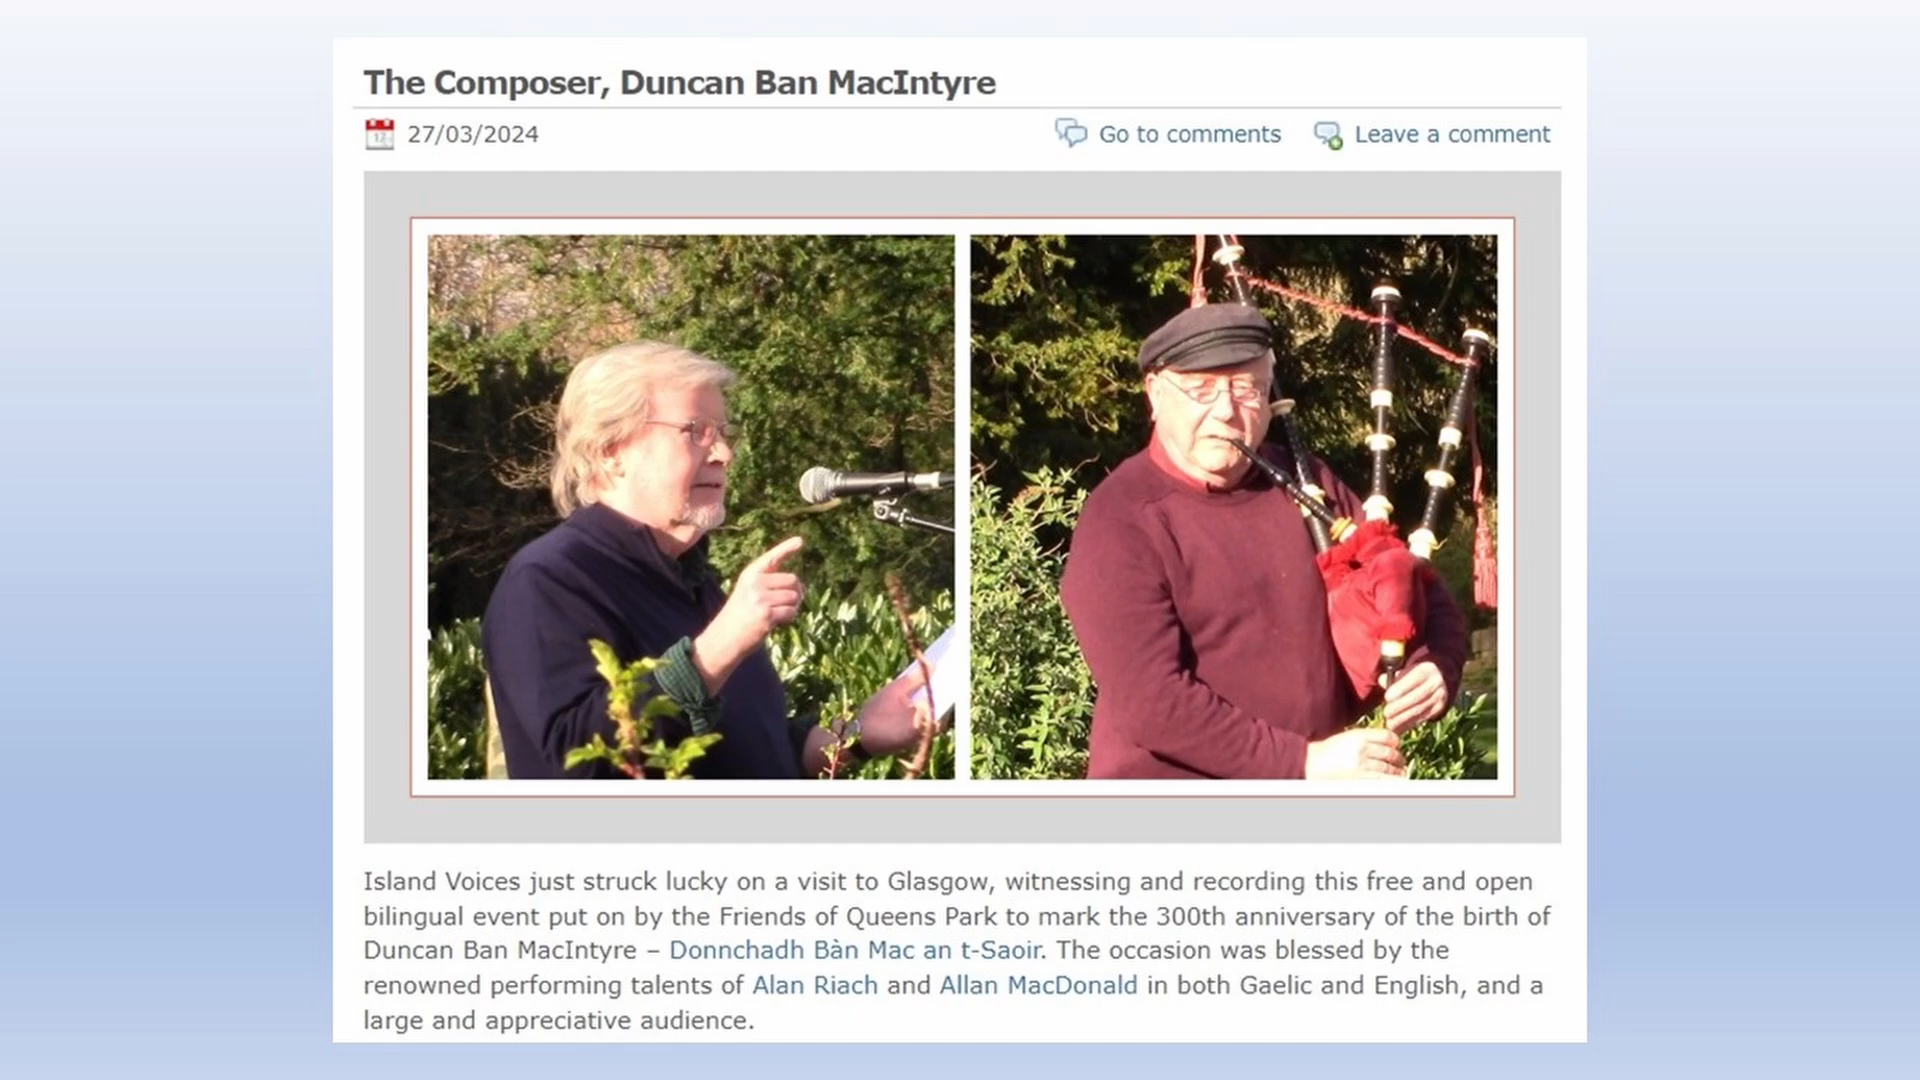 The Composer, Duncan Ban MacIntyre
27/03/2024
Go to comments
Leave a comment
Island Voices just struck lucky on a visit to Glasgow, witnessing and recording this free and open
bilingual event put on by the Friends of Queens Park to mark the 300th anniversary of the birth of
Duncan Ban MacIntyre – Donnchadh Bàn Mac an t-Saoir. The occasion was blessed by the
renowned performing talents of Alan Riach and Allan MacDonald in both Gaelic and English, and a
large and appreciative audience.